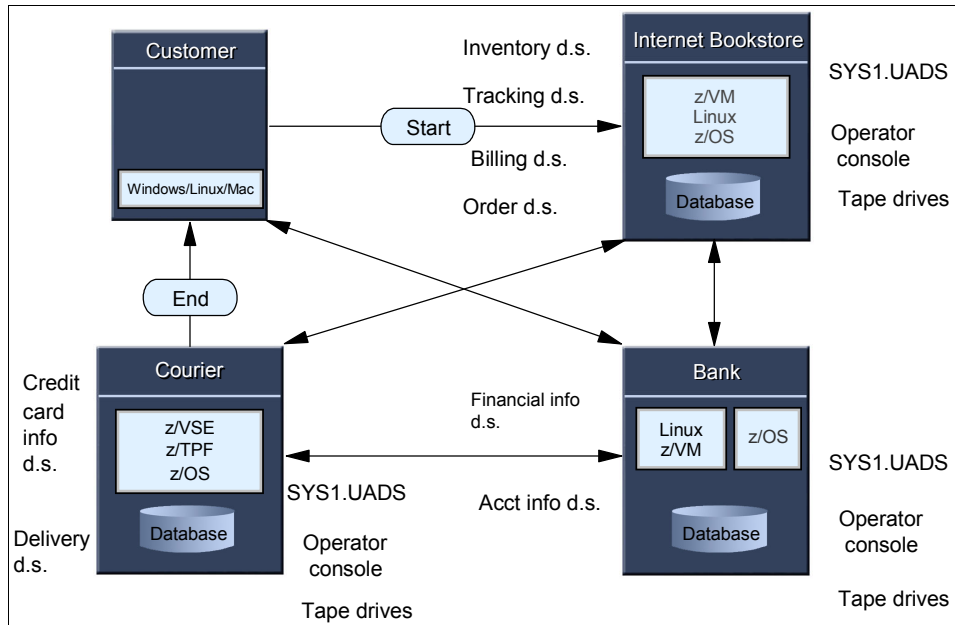 Customer
Windows/Linux/Mac
Start
Inventory d.s.
Tracking d.s.
Billing d.s.
Order d.s.
Internet Bookstore
z/VM
Linux
z/OS
Database
SYS1.UADS
Operator
console
Tape drives
End
Courier
z/VSE
z/TPF
z/OS
Database
Credit
card
info
d.s.
Delivery
d.s.
SYS1.UADS
Operator
console
Tape drives
Financial info
d.s.
Acct info d.s.
Bank
Linux
z/VM
z/OS
Database
SYS1.UADS
Operator
console
Tape drives